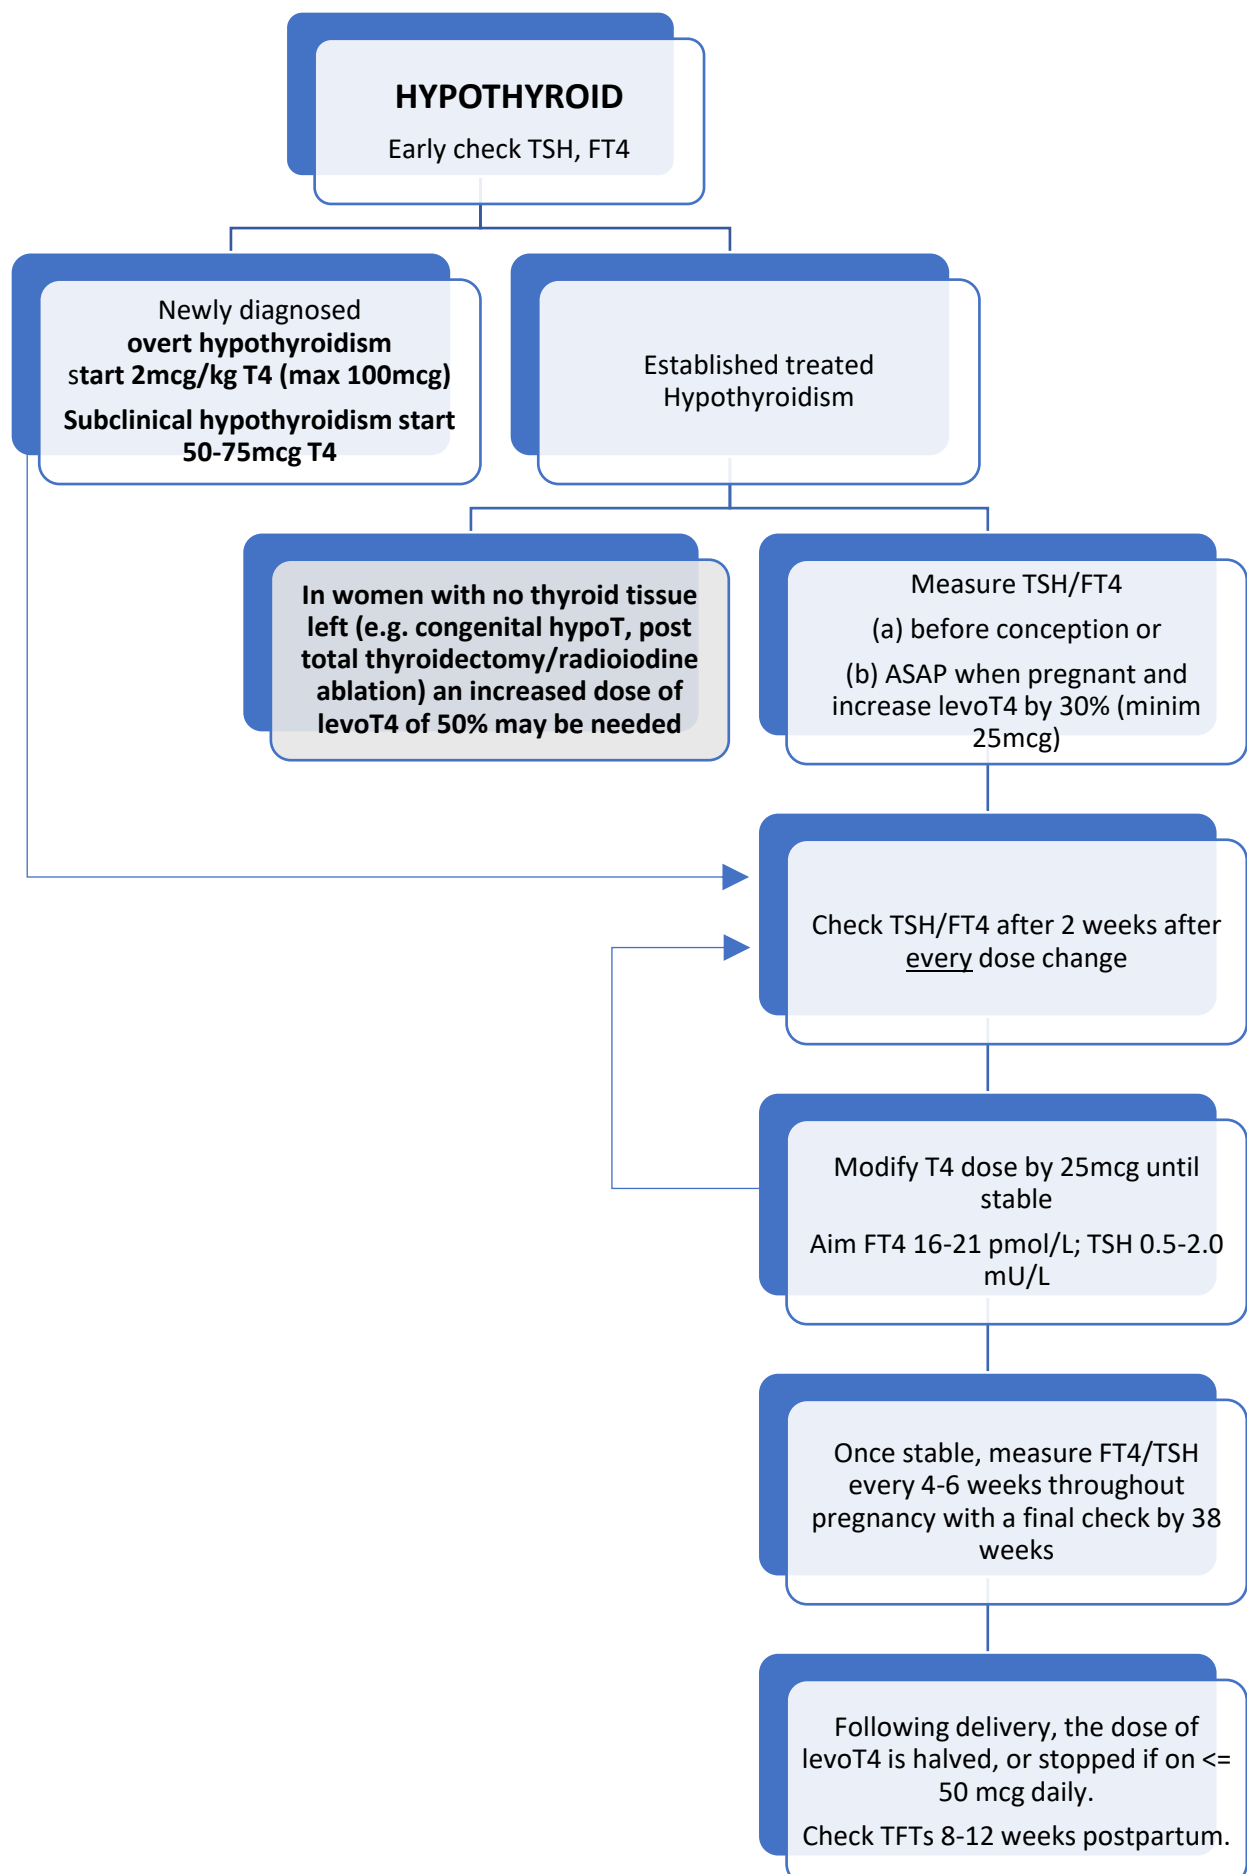 HYPOTHYROID
Early check TSH, FT4
Newly diagnosed
overt hypothyroidism
start 2mcg/kg T4 (max 100mcg)
Subclinical hypothyroidism start
50-75mcg T4
Established treated
Hypothyroidism
In women with no thyroid tissue
left (e.g. congenital hypoT, post
total thyroidectomy/radioiodine
ablation) an increased dose of
levoT4 of 50% may be needed
Measure TSH/FT4
(a) before conception or
(b) ASAP when pregnant and
increase levoT4 by 30% (minim
25mcg)
Check TSH/FT4 after 2 weeks after
every dose change
Modify T4 dose by 25mcg until
stable
Aim FT4 16-21 pmol/L; TSH 0.5-2.0
mU/L
Once stable, measure FT4/TSH
every 4-6 weeks throughout
pregnancy with a final check by 38
weeks
Following delivery, the dose of
levoT4 is halved, or stopped if on <=
50 mcg daily.
Check TFTs 8-12 weeks postpartum.